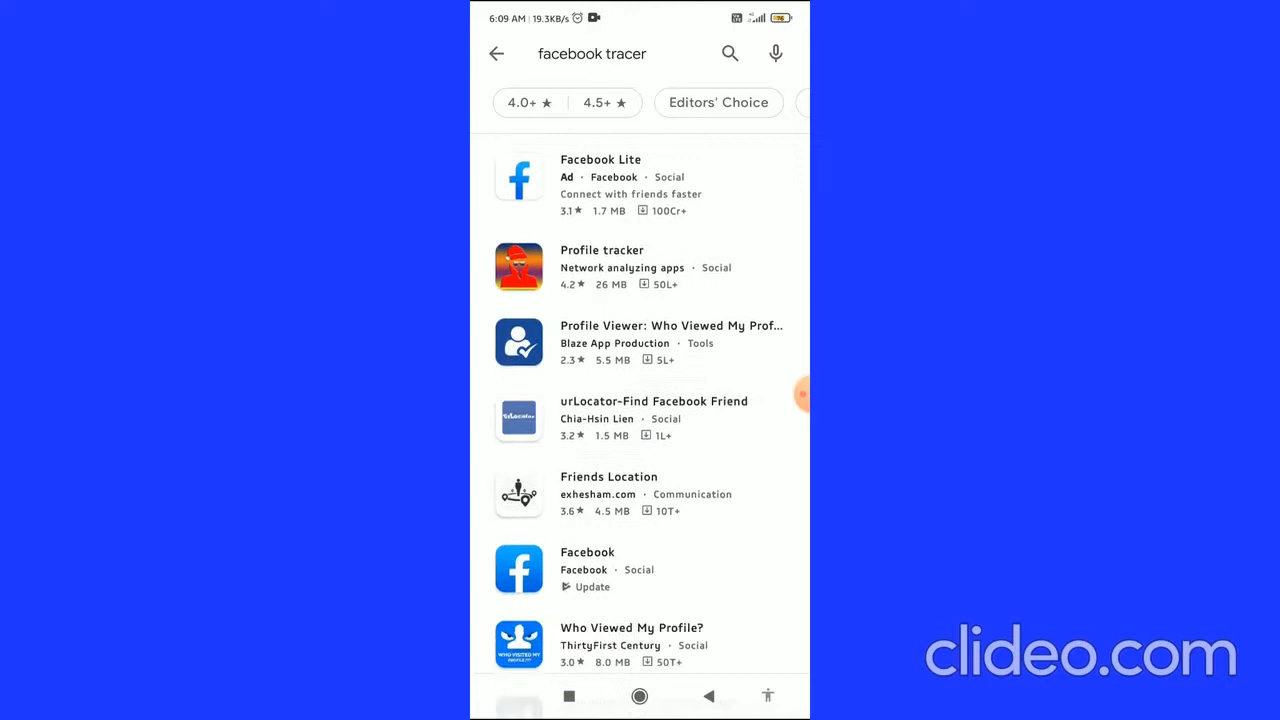 6:09 AM | 19.3KB/s
76
facebook tracer
4.0+ ★ 4.5+ ★ Editors' Choice
Facebook Lite
Ad · Facebook · Social
Connect with friends faster
3.1★ 1.7 MB 100Cr+
Profile tracker
Network analyzing apps · Social
4.2★ 26 MB 50L+
Profile Viewer: Who Viewed My Prof...
Blaze App Production · Tools
2.3★ 5.5 MB 5L+
urLocator-Find Facebook Friend
Chia-Hsin Lien · Social
3.2★ 1.5 MB 1L+
Friends Location
exhesham.com · Communication
3.6★ 4.5 MB 10T+
Facebook
Facebook · Social
Update
Who Viewed My Profile?
WHO VISITED MY
PROFILE ???
ThirtyFirst Century · Social
3.0★ 8.0 MB 50T+
clideo.com